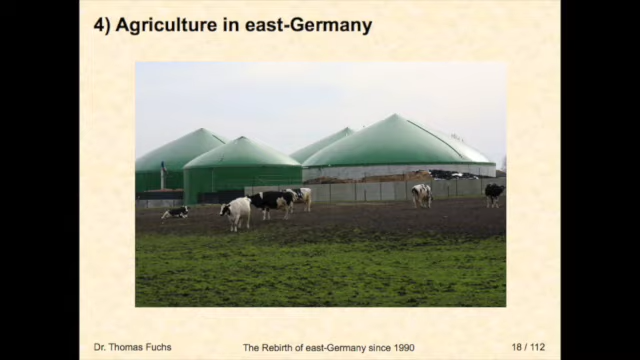 4) Agriculture in east-Germany
Dr. Thomas Fuchs
The Rebirth of east-Germany since 1990
18 / 112